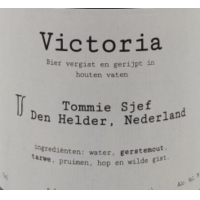 Victoria
Bier vergist en gerijpt in
houten vaten
Tommie Sjef
Den Helder, Nederland
ingrediënten: water, gerstemout,
tarwe, pruimen, hop en wilde gist.